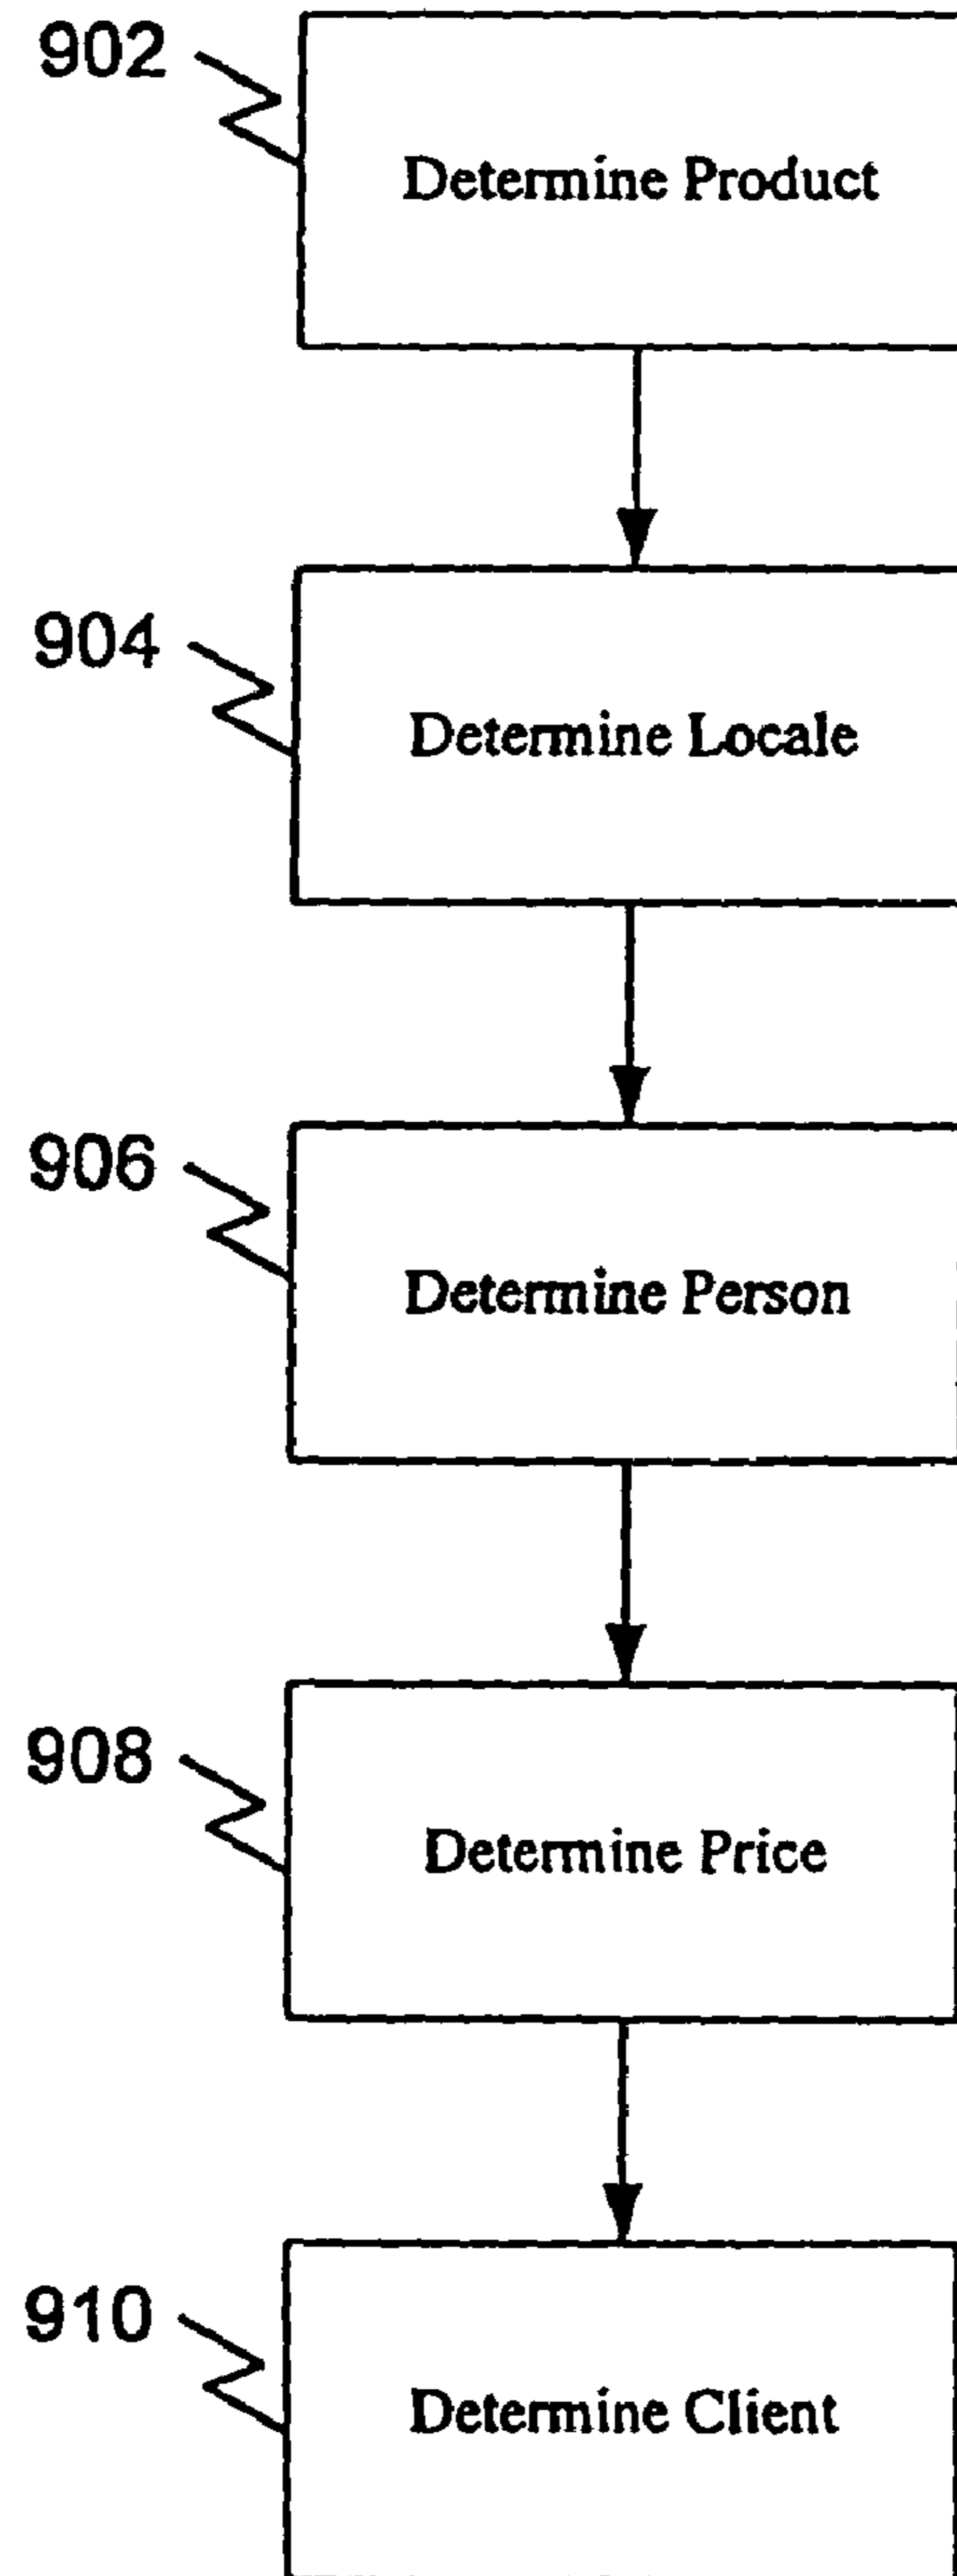 902
Determine Product
904
Determine Locale
906
Determine Person
908
Determine Price
910
Determine Client